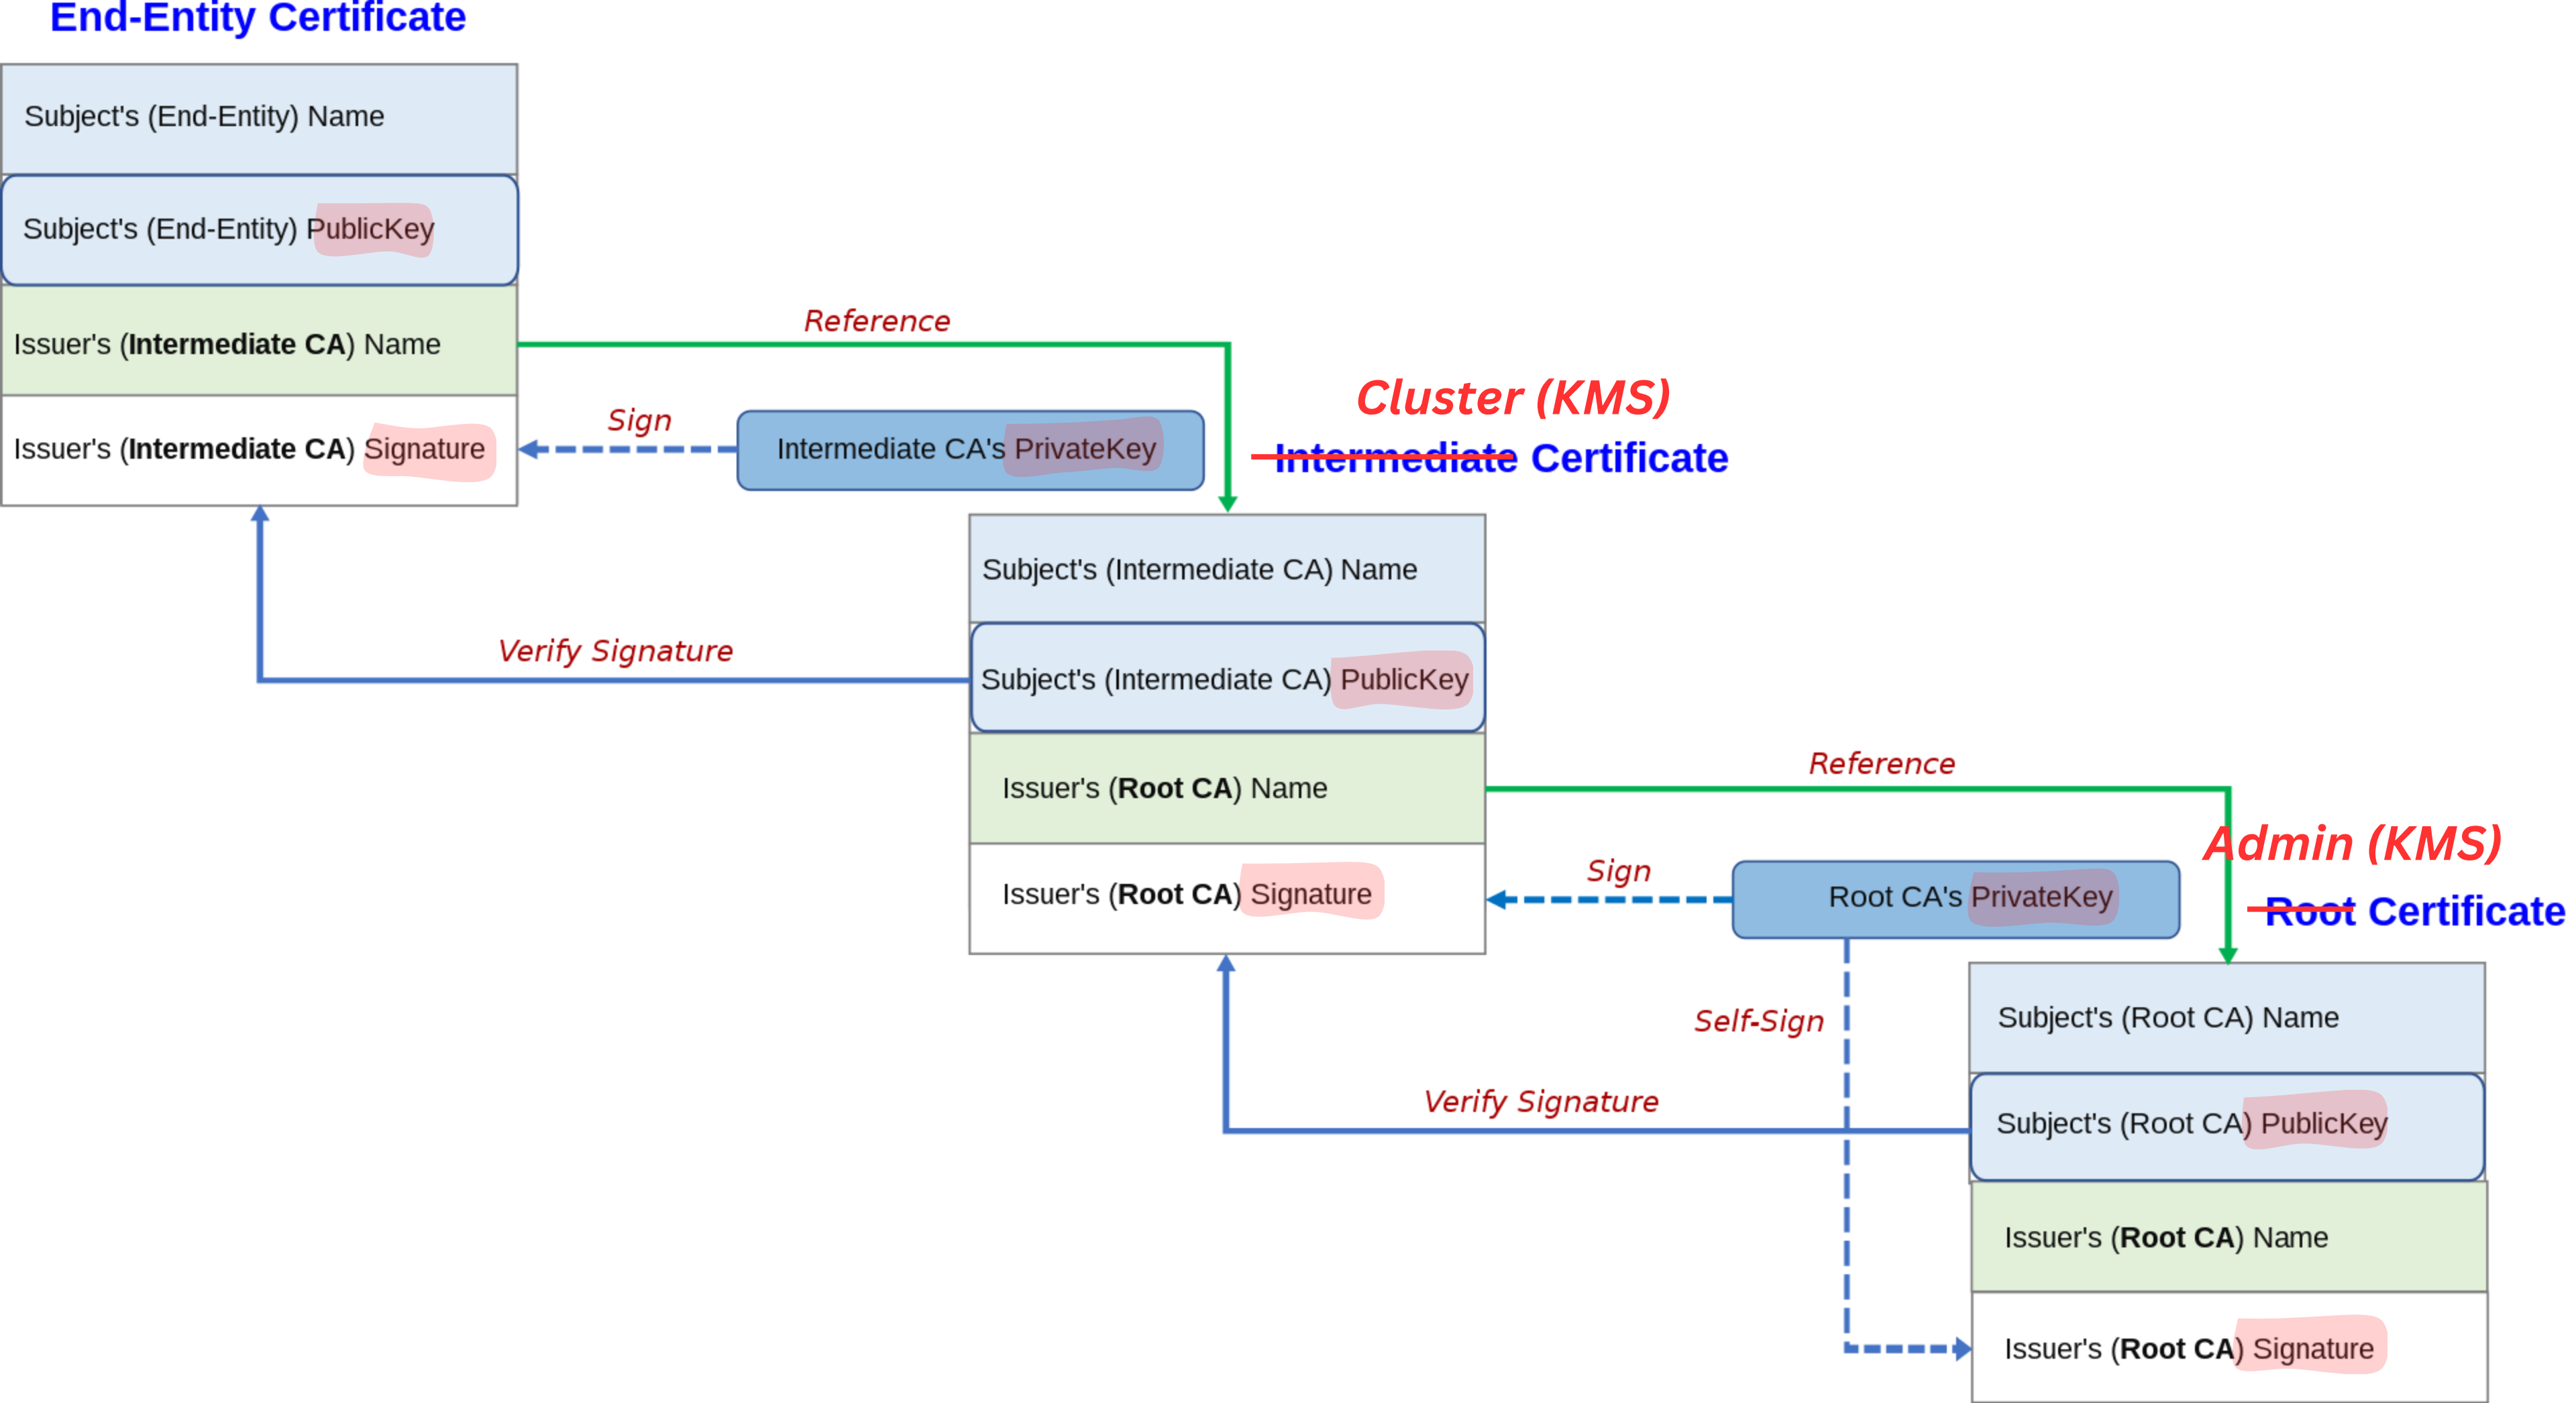 End-Entity Certificate
Subject's (End-Entity) Name
Subject's (End-Entity) PublicKey
Issuer's (Intermediate CA) Name
Reference
Issuer's (Intermediate CA) Signature
Sign
Intermediate CA's PrivateKey
Cluster (KMS)
Intermediate Certificate
Subject's (Intermediate CA) Name
Verify Signature
Subject's (Intermediate CA) PublicKey
Issuer's (Root CA) Name
Reference
Issuer's (Root CA) Signature
Sign
Root CA's PrivateKey
Admin (KMS)
Root Certificate
Self-Sign
Subject's (Root CA) Name
Verify Signature
Subject's (Root CA) PublicKey
Issuer's (Root CA) Name
Issuer's (Root CA) Signature